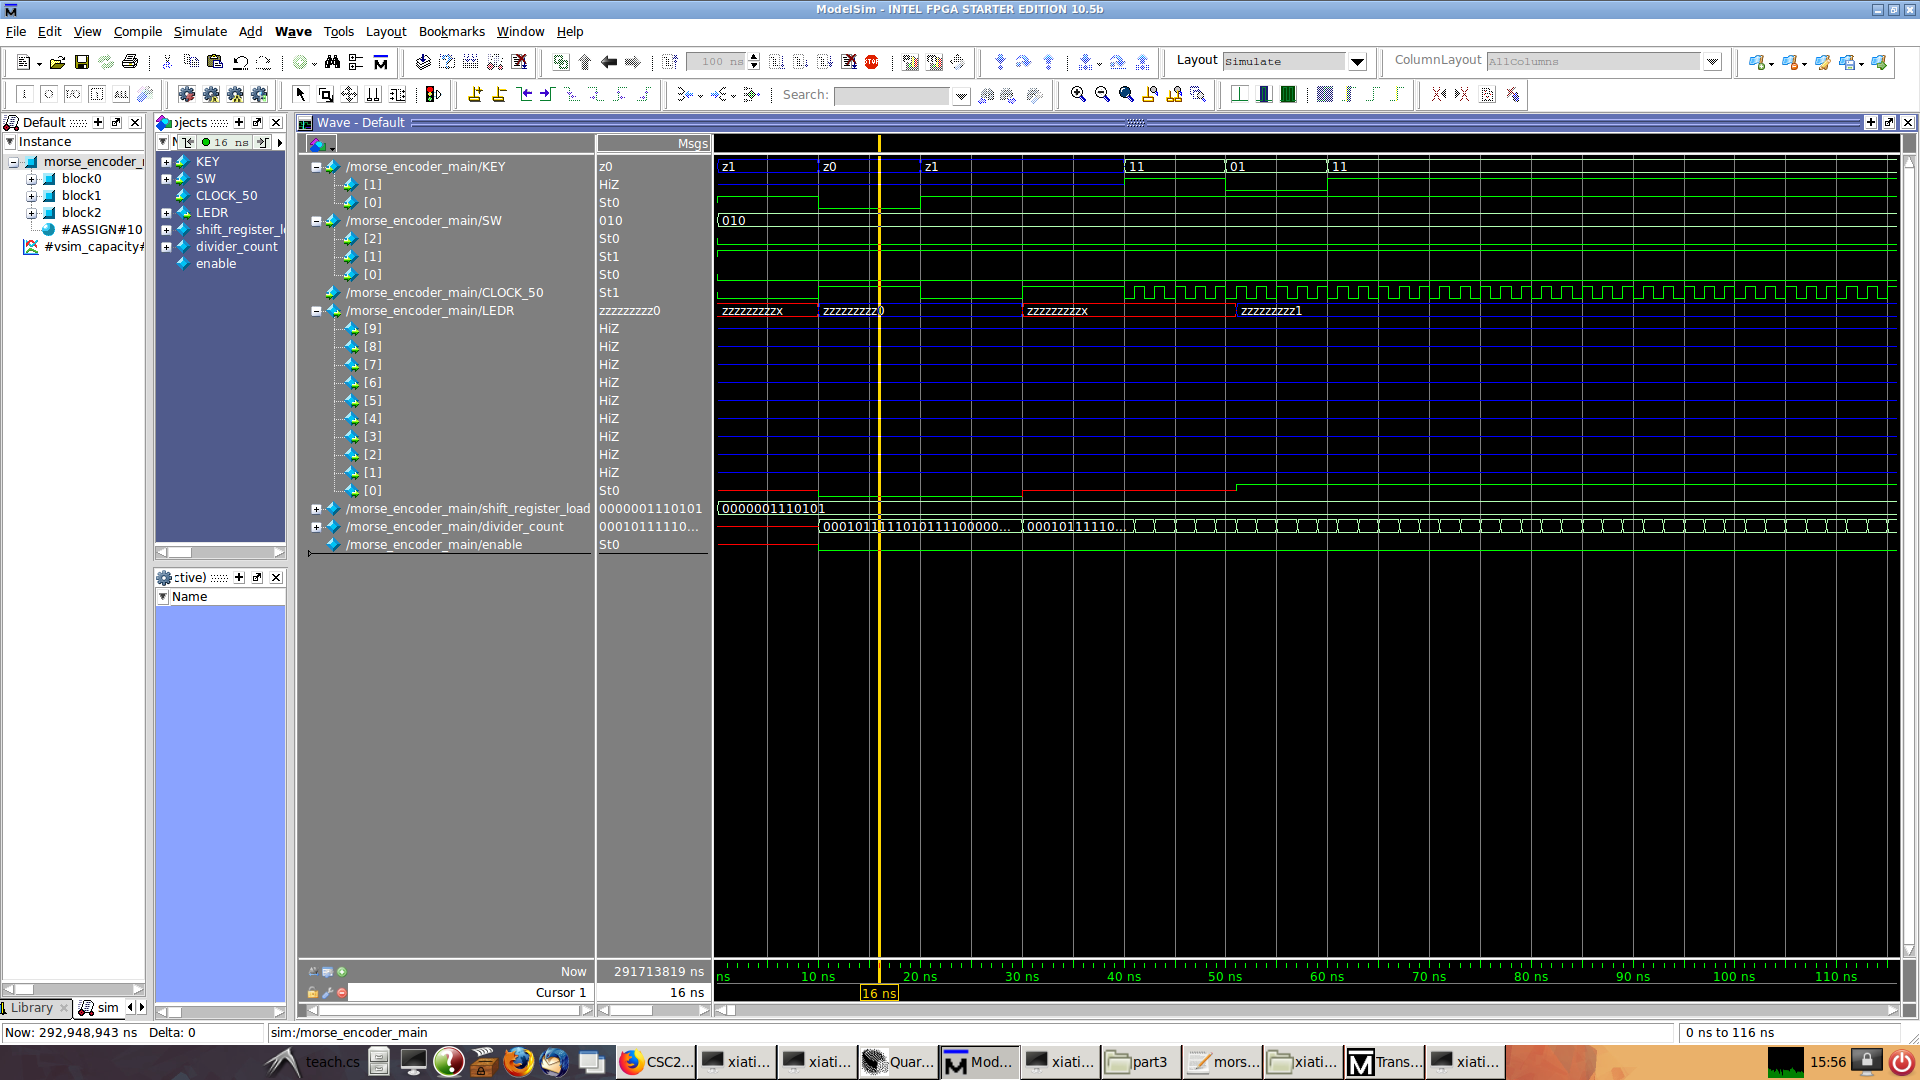 ModelSim - INTEL FPGA STARTER EDITION 10.5b
File Edit View Compile Simulate Add Wave Tools Layout Bookmarks Window Help
100 ns Layout Simulate ColumnLayout AllColumns
Search:
Default
Instance
morse_encoder_
block0
block1
block2
#ASSIGN#10
#vsim_capacity#
Library sim
16 ns
KEY
SW
CLOCK_50
LEDR
shift_register_l
divider_count
enable
ctive)
Name
Wave - Default
Msgs
/morse_encoder_main/KEY z0 z1 z0 z1 11 01 11
[1] HiZ
[0] St0
/morse_encoder_main/SW 010 010
[2] St0
[1] St1
[0] St0
/morse_encoder_main/CLOCK_50 St1
/morse_encoder_main/LEDR zzzzzzzzz0 zzzzzzzzzx zzzzzzzzz0 zzzzzzzzzx zzzzzzzzz1
[9] HiZ
[8] HiZ
[7] HiZ
[6] HiZ
[5] HiZ
[4] HiZ
[3] HiZ
[2] HiZ
[1] HiZ
[0] St0
/morse_encoder_main/shift_register_load 0000001110101 0000001110101
/morse_encoder_main/divider_count 00010111110... 0001011111010111100000... 00010111110...
/morse_encoder_main/enable St0
Now 291713819 ns ns 10 ns 20 ns 30 ns 40 ns 50 ns 60 ns 70 ns 80 ns 90 ns 100 ns 110 ns
Cursor 1 16 ns 16 ns
Now: 292,948,943 ns Delta: 0 sim:/morse_encoder_main 0 ns to 116 ns
teach.cs CSC2... xiati... xiati... Quar... Mod... xiati... part3 mors... xiati... Trans... xiati... 15:56